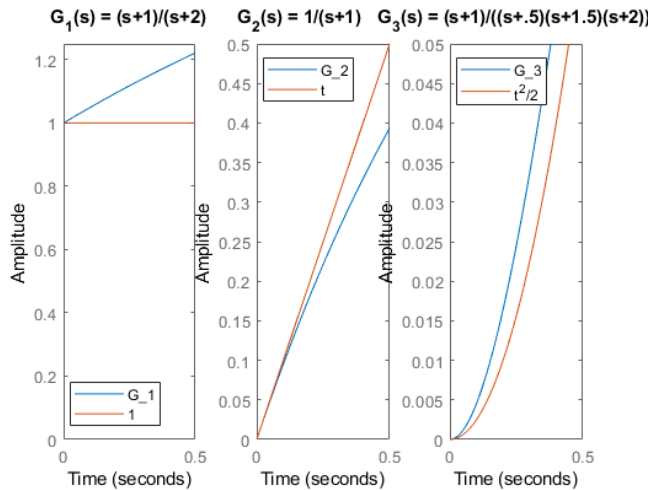 G_1(s) = (s+1)/(s+2)
1.2
1
0.8
0.6
0.4
0.2
0
Amplitude
G_1
1
0
0.5
Time (seconds)
G_2(s) = 1/(s+1)
0.5
0.45
0.4
0.35
0.3
0.25
0.2
0.15
0.1
0.05
0
Amplitude
G_2
t
0
0.5
Time (seconds)
G_3(s) = (s+1)/((s+.5)(s+1.5)(s+2))
0.05
0.045
0.04
0.035
0.03
0.025
0.02
0.015
0.01
0.005
0
Amplitude
G_3
t^2/2
0
0.5
Time (seconds)